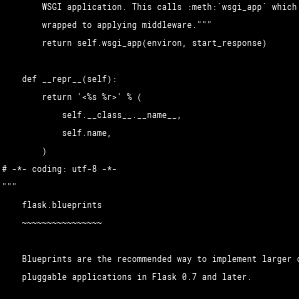 WSGI application. This calls :meth:`wsgi_app` which
wrapped to applying middleware."""
return self.wsgi_app(environ, start_response)
def __repr__(self):
return '<%s %r>' % (
self.__class__.__name__,
self.name,
)
# -*- coding: utf-8 -*-
"""
flask.blueprints
~~~~~~~~~~~~~~~~
Blueprints are the recommended way to implement larger
pluggable applications in Flask 0.7 and later.